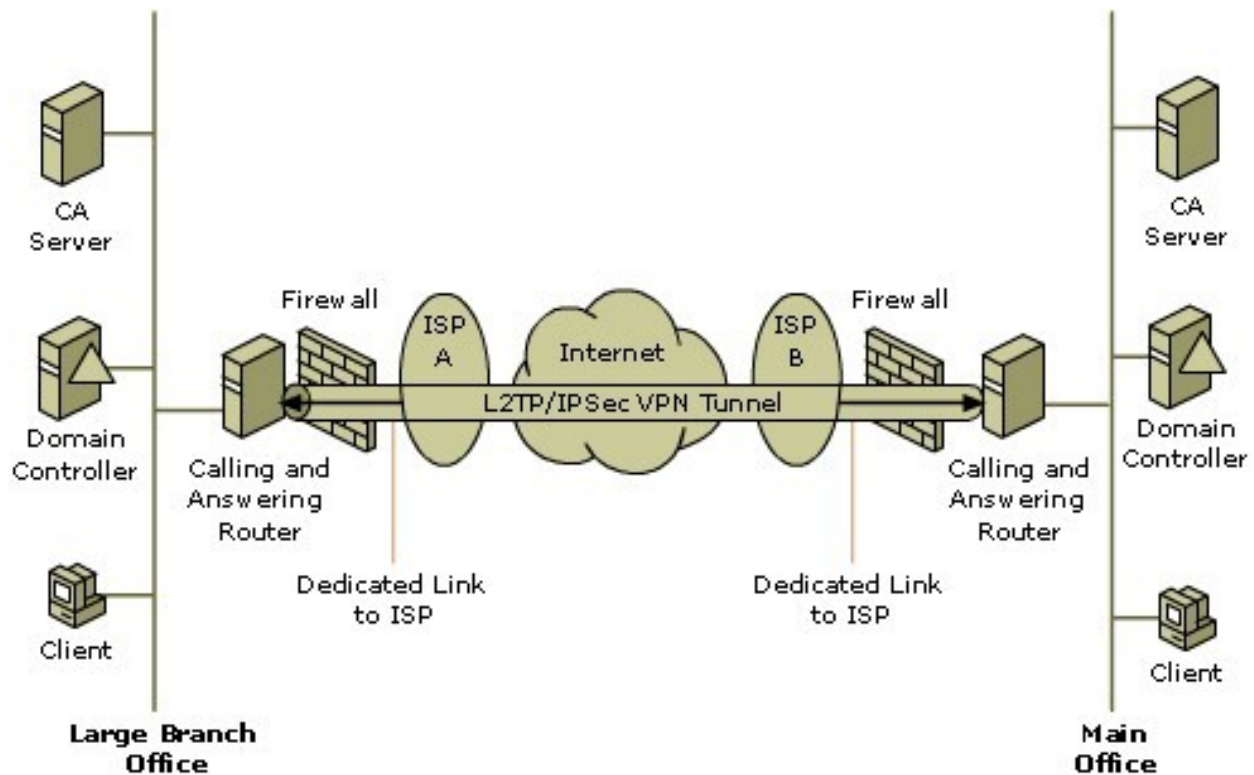 CA
Server
Domain
Controller
Client
Large Branch
Office
Calling and
Answering
Router
Firewall
Dedicated Link
to ISP
ISP
A
Internet
L2TP/IPSec VPN Tunnel
ISP
B
Firewall
Dedicated Link
to ISP
Calling and
Answering
Router
CA
Server
Domain
Controller
Client
Main
Office